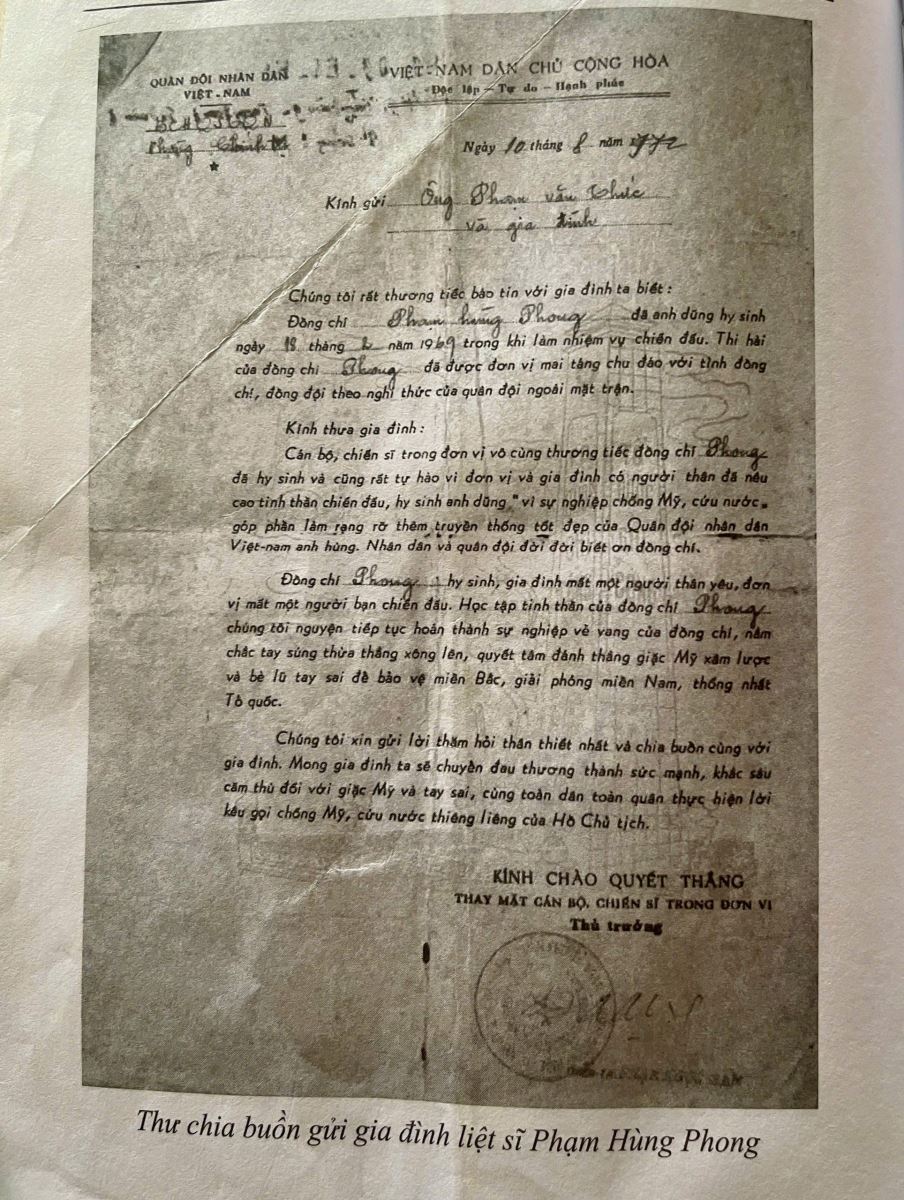 QUÂN ĐỘI NHÂN DÂN
VIỆT-NAM
VIỆT-NAM DÂN CHỦ CỘNG HÒA
Độc lập — Tự do — Hạnh phúc
Ngày 10 tháng 8 năm 1972
Kính gửi Ông Phạm văn thức
và gia đình
Chúng tôi rất thương tiếc báo tin với gia đình ta biết :
Đồng chí Phạm hùng Phong đã anh dũng hy sinh
ngày 18 tháng 2 năm 1969 trong khi làm nhiệm vụ chiến đấu. Thi hài
của đồng chí Phong đã được đơn vị mai táng chu đáo với tình đồng
chí, đồng đội theo nghi thức của quân đội ngoài mặt trận.
Kính thưa gia đình :
Cán bộ, chiến sĩ trong đơn vị vô cùng thương tiếc đồng chí Phong
đã hy sinh và cũng rất tự hào vì đơn vị và gia đình có người thân đã nêu
cao tinh thần chiến đấu, hy sinh anh dũng " vì sự nghiệp chống Mỹ, cứu nước "
góp phần làm rạng rỡ thêm truyền thống tốt đẹp của Quân đội nhân dân
Việt-nam anh hùng. Nhân dân và quân đội đời đời biết ơn đồng chí.
Đồng chí Phong hy sinh, gia đình mất một người thân yêu, đơn
vị mất một người bạn chiến đấu. Học tập tinh thần của đồng chí Phong
chúng tôi nguyện tiếp tục hoàn thành sự nghiệp vẻ vang của đồng chí, nắm
chắc tay súng thừa thắng xông lên, quyết tâm đánh thắng giặc Mỹ xâm lược
và bè lũ tay sai để bảo vệ miền Bắc, giải phóng miền Nam, thống nhất
Tổ quốc.
Chúng tôi xin gửi lời thăm hỏi thân thiết nhất và chia buồn cùng với
gia đình. Mong gia đình ta sẽ chuyển đau thương thành sức mạnh, khắc sâu
căm thù đối với giặc Mỹ và tay sai, cùng toàn dân toàn quân thực hiện lời
kêu gọi chống Mỹ, cứu nước thiêng liêng của Hồ Chủ tịch.
KÍNH CHÀO QUYẾT THẮNG
THAY MẶT CÁN BỘ, CHIẾN SĨ TRONG ĐƠN VỊ
Thủ trưởng
Thư chia buồn gửi gia đình liệt sĩ Phạm Hùng Phong